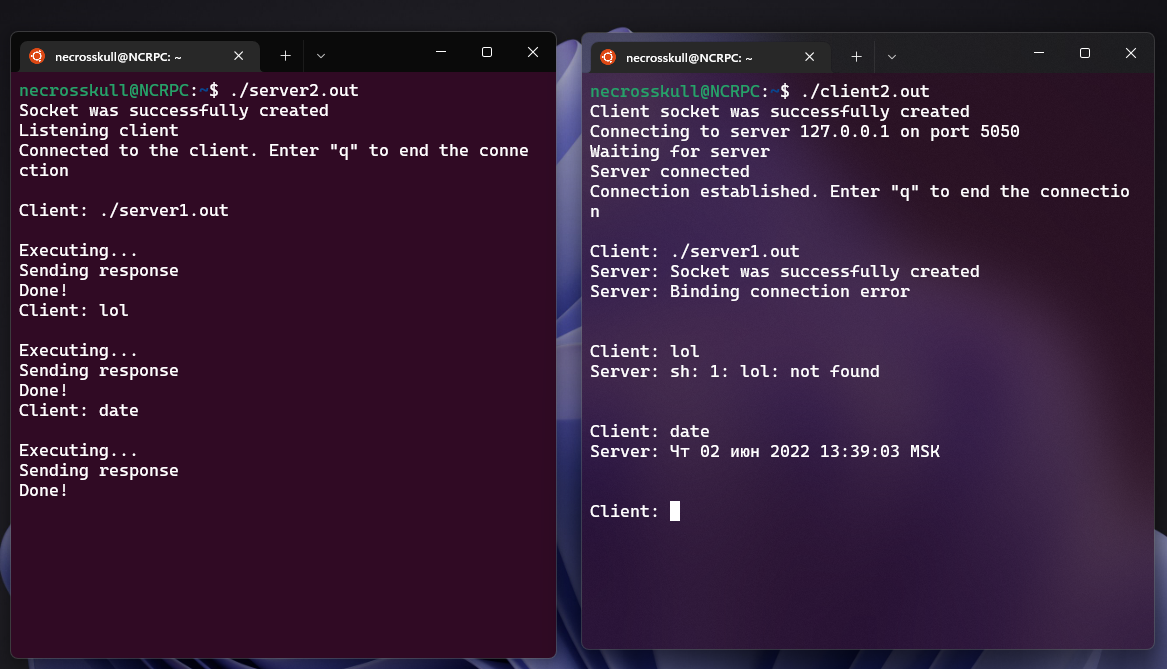 necrosskull@NCRPC: ~
necrosskull@NCRPC:~$ ./server2.out
Socket was successfully created
Listening client
Connected to the client. Enter "q" to end the conne
ction
Client: ./server1.out
Executing...
Sending response
Done!
Client: lol
Executing...
Sending response
Done!
Client: date
Executing...
Sending response
Done!
necrosskull@NCRPC: ~
necrosskull@NCRPC:~$ ./client2.out
Client socket was successfully created
Connecting to server 127.0.0.1 on port 5050
Waiting for server
Server connected
Connection established. Enter "q" to end the connectio
n
Client: ./server1.out
Server: Socket was successfully created
Server: Binding connection error
Client: lol
Server: sh: 1: lol: not found
Client: date
Server: Чт 02 июн 2022 13:39:03 MSK
Client: